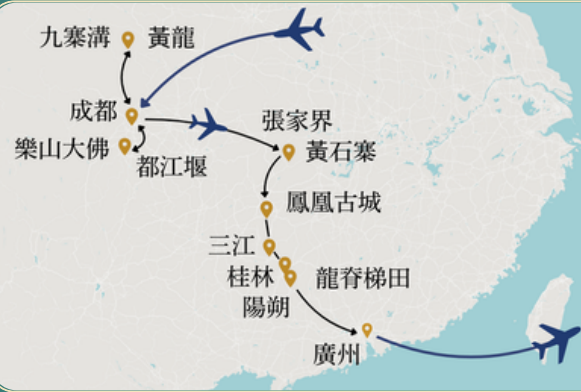 九寨溝 黃龍
成都
樂山大佛
都江堰
張家界
黃石寨
鳳凰古城
三江
桂林
龍脊梯田
陽朔
廣州